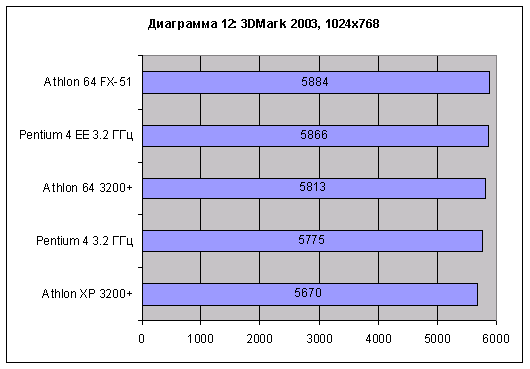 Диаграмма 12: 3DMark 2003, 1024x768
Athlon 64 FX-51
5884
Pentium 4 EE 3.2 ГГц
5866
Athlon 64 3200+
5813
Pentium 4 3.2 ГГц
5775
Athlon XP 3200+
5670
0 1000 2000 3000 4000 5000 6000